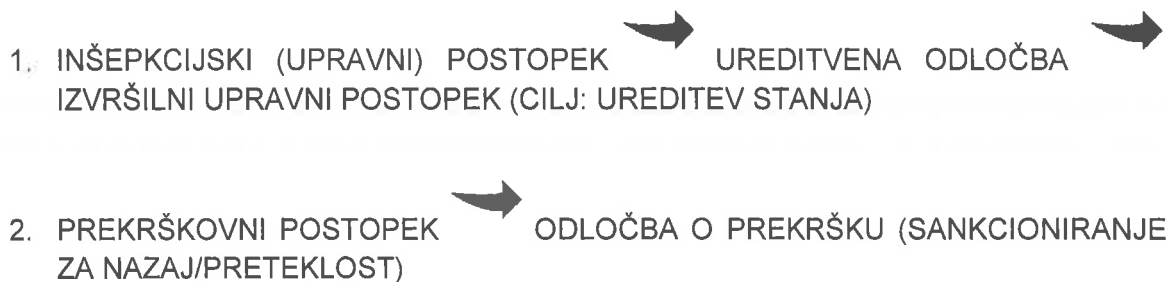 1. INŠEPKCIJSKI (UPRAVNI) POSTOPEK UREDITVENA ODLOČBA
IZVRŠILNI UPRAVNI POSTOPEK (CILJ: UREDITEV STANJA)
2. PREKRŠKOVNI POSTOPEK ODLOČBA O PREKRŠKU (SANKCIONIRANJE
ZA NAZAJ/PRETEKLOST)